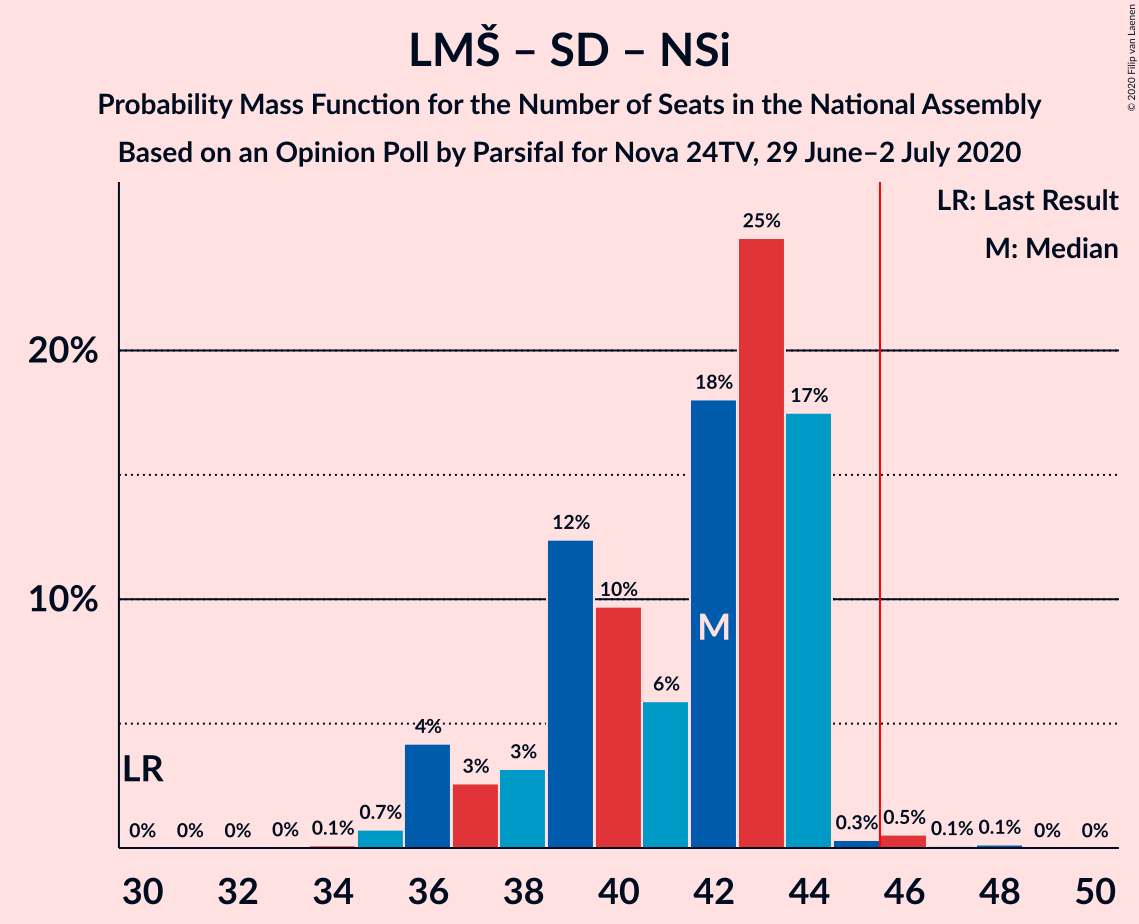 LMŠ – SD – NSi
Probability Mass Function for the Number of Seats in the National Assembly
Based on an Opinion Poll by Parsifal for Nova 24TV, 29 June–2 July 2020
© 2020 Filip van Laenen
LR: Last Result
M: Median
25%
20%
18%
17%
12%
10%
10%
M
6%
4%
3%
3%
LR
0%
0%
0%
0%
0.1%
0.7%
0.3%
0.5%
0.1%
0.1%
0%
0%
30 32 34 36 38 40 42 44 46 48 50